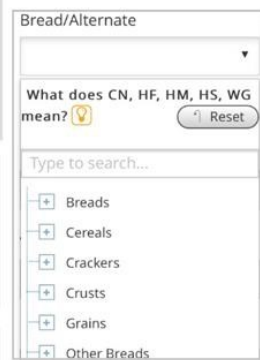 Bread/Alternate
What does CN, HF, HM, HS, WG
mean?
Reset
Type to search...
Breads
Cereals
Crackers
Crusts
Grains
Other Breads